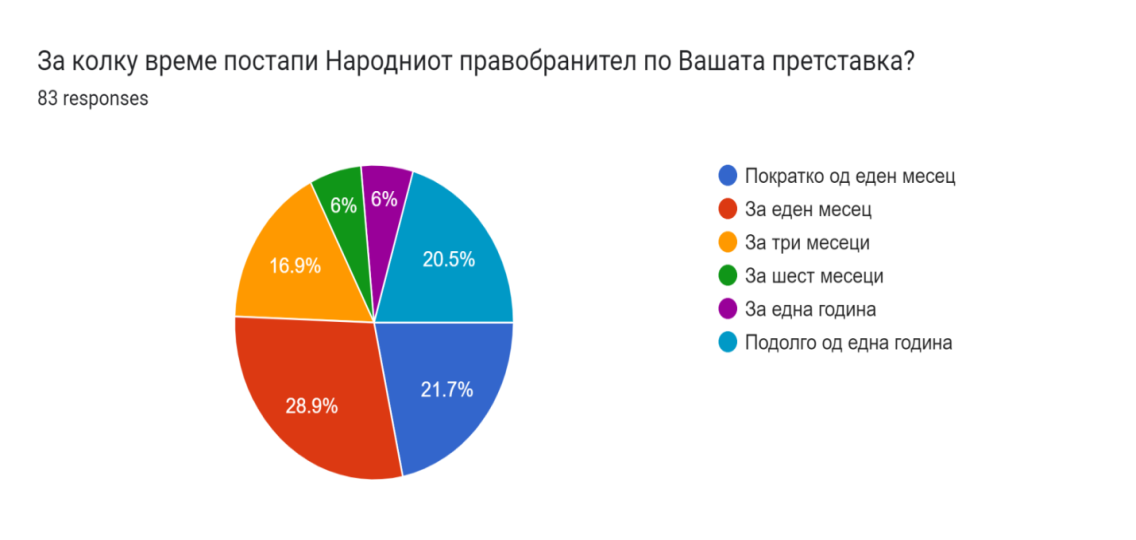 За колку време постапи Народниот правобранител по Вашата претставка?
83 responses
6%
6%
16.9%
20.5%
28.9%
21.7%
Пократко од еден месец
За еден месец
За три месеци
За шест месеци
За една година
Подолго од една година